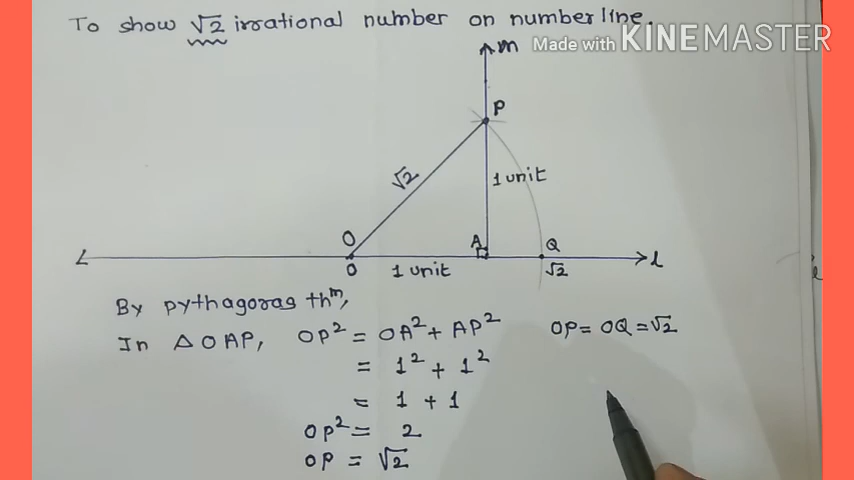 To show √2 irrational number on number line.
Made with KINEMASTER
m
P
√2
1 unit
O
A
Q
l
0
1 unit
√2
By pythagoras thᵐ,
In △OAP, OP² = OA² + AP²
OP = OQ = √2
= 1² + 1²
= 1 + 1
OP² = 2
OP = √2